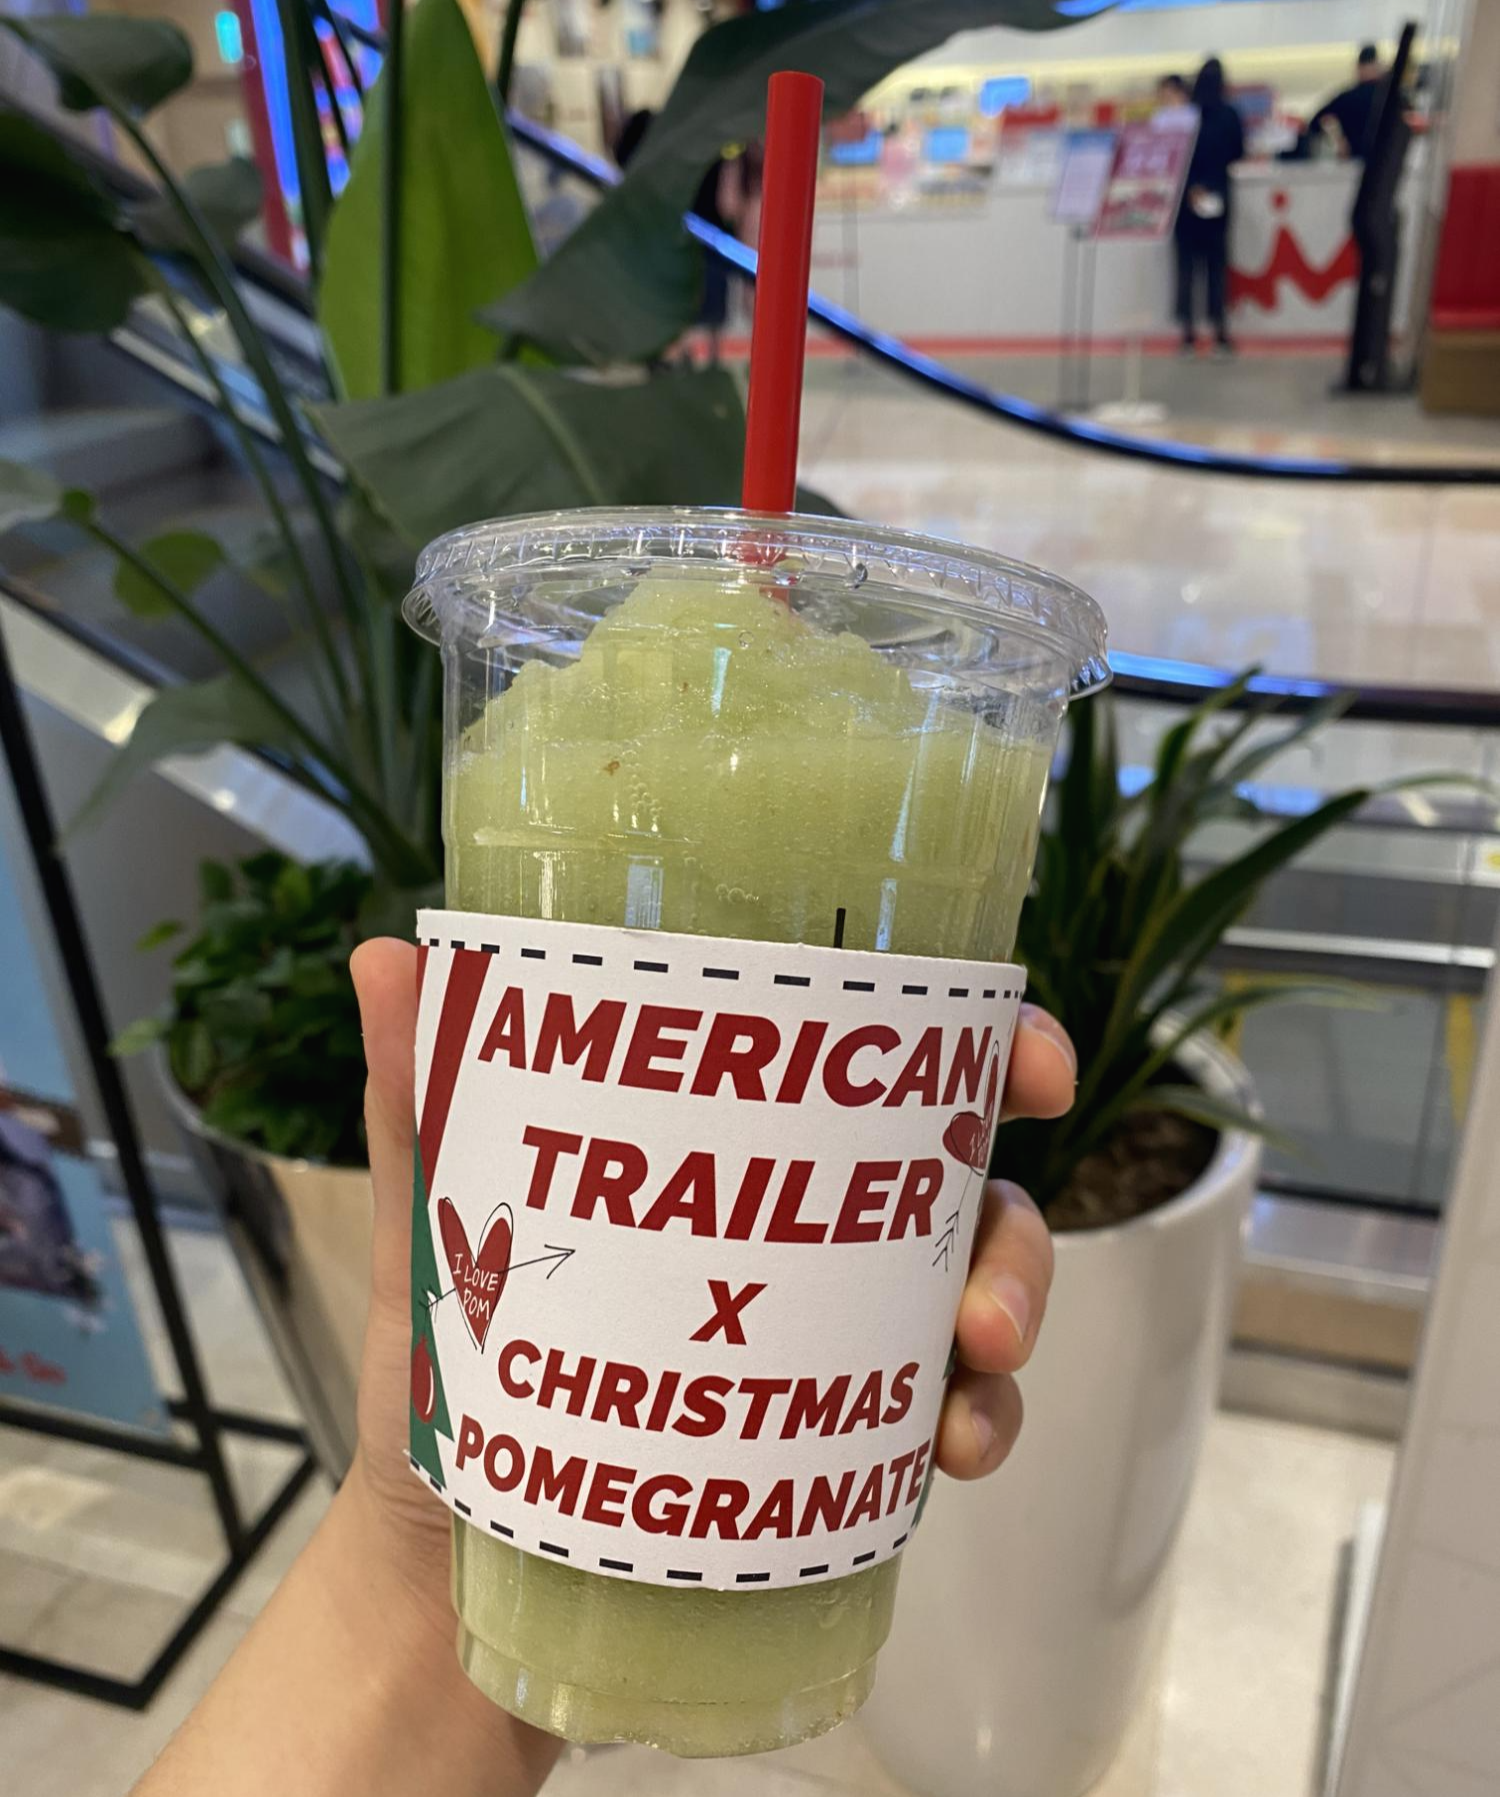 AMERICAN
TRAILER
X
CHRISTMAS
POMEGRANATE
I LOVE
POM